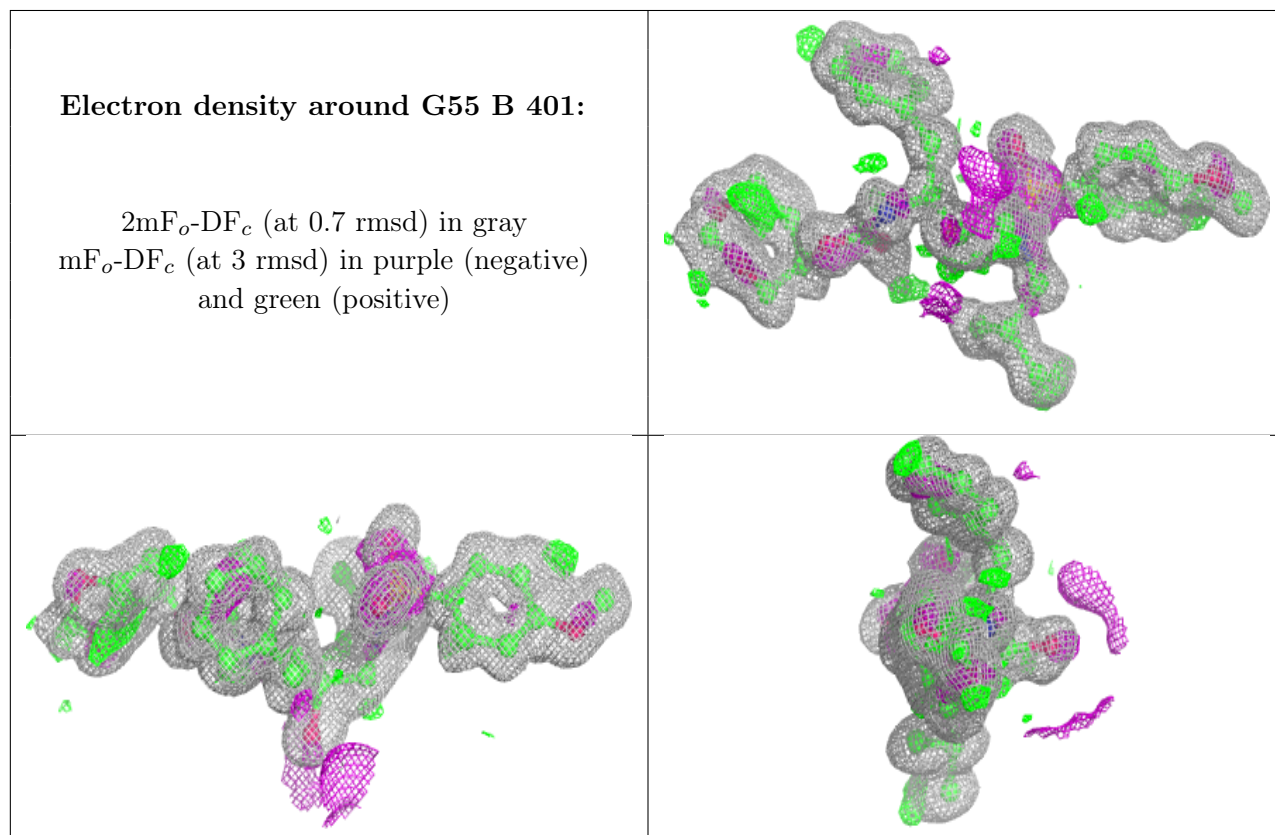 Electron density around G55 B 401:
2mFo-DFc (at 0.7 rmsd) in gray
mFo-DFc (at 3 rmsd) in purple (negative)
and green (positive)